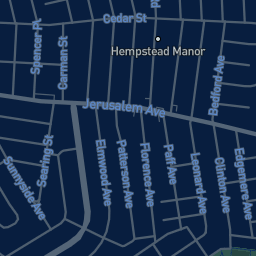 Cedar St
Hempstead Manor
Spencer Pl
Carman St
Bedford Ave
Jerusalem Ave
Searing St
Sunnyside Ave
Elmwood Ave
Patterson Ave
Florence Ave
Paff Ave
Leonard Ave
Clinton Ave
Edgemere Ave